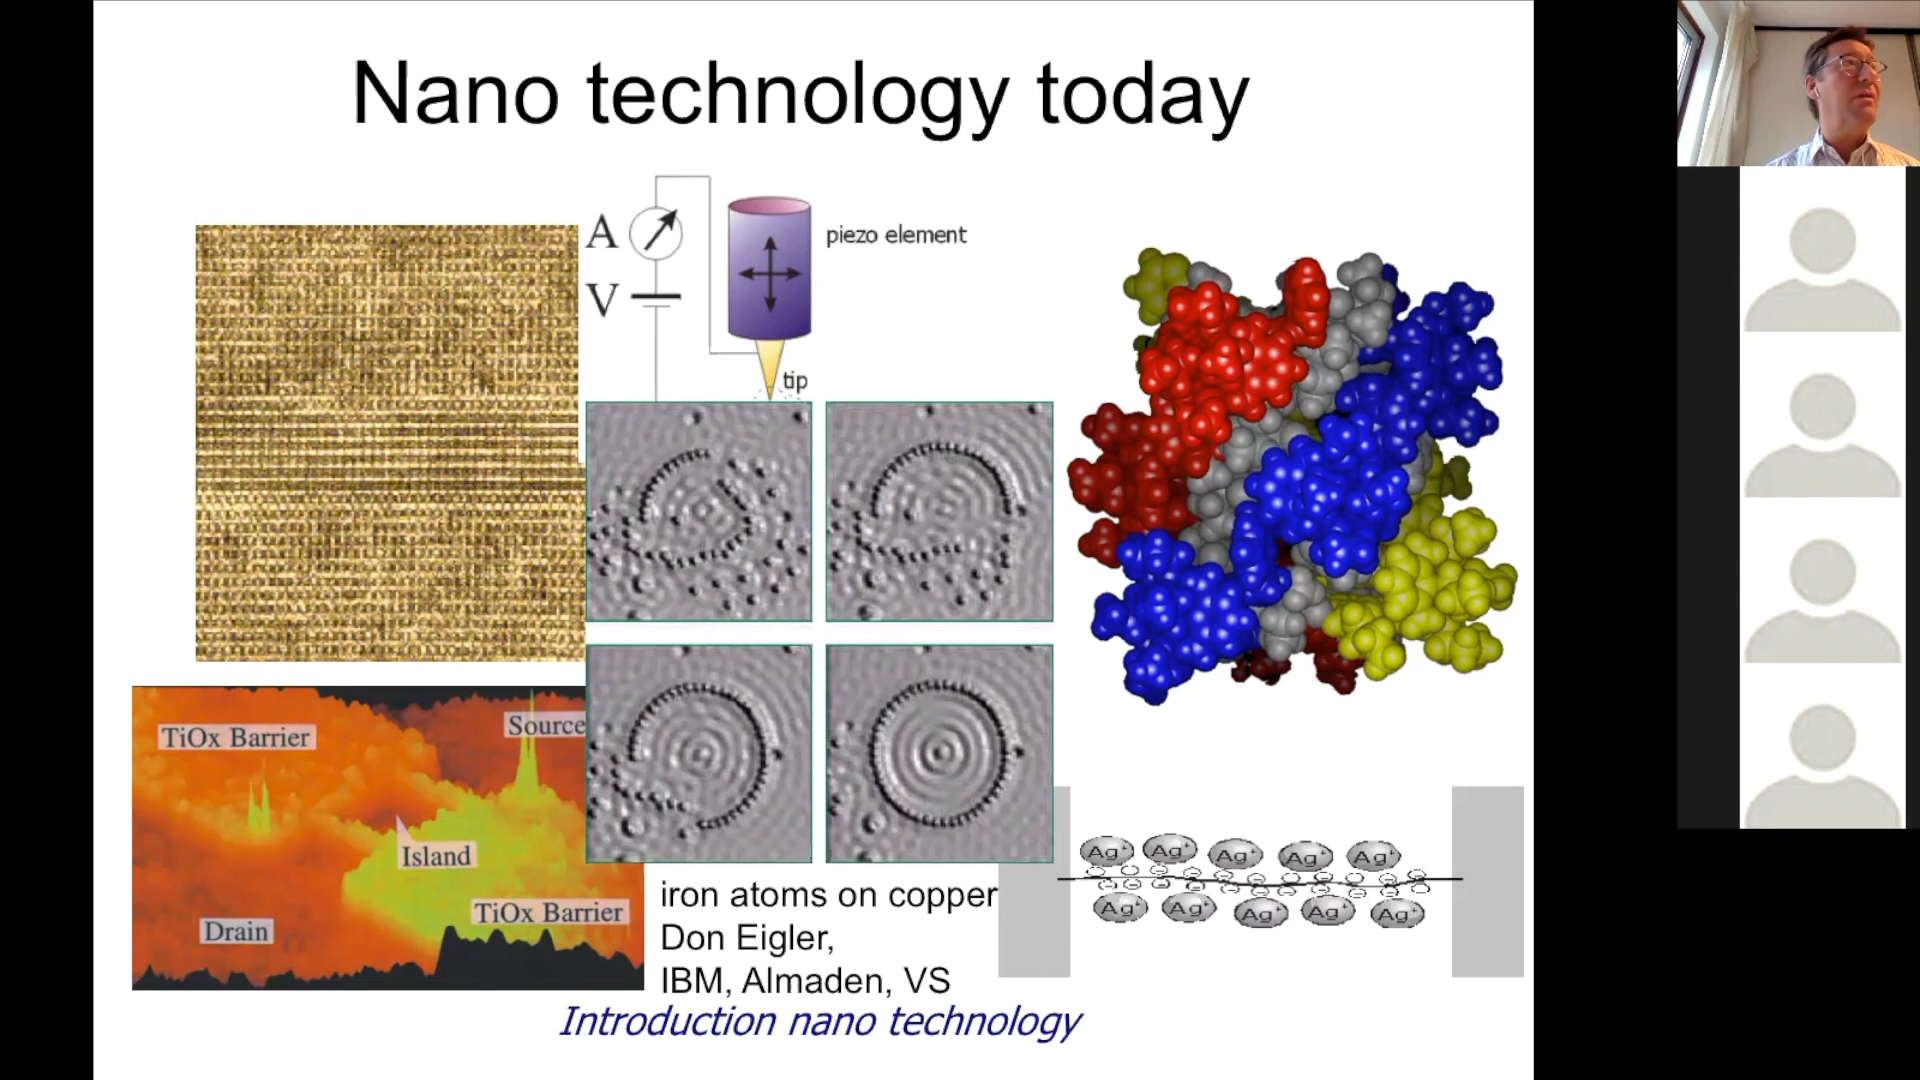 Nano technology today
A
V
piezo element
tip
TiOx Barrier
Source
Island
TiOx Barrier
Drain
iron atoms on copper
Don Eigler,
IBM, Almaden, VS
Ag⁺ Ag⁺ Ag⁺ Ag⁺ Ag⁺
Ag⁺ Ag⁺ Ag⁺ Ag⁺ Ag⁺
Introduction nano technology